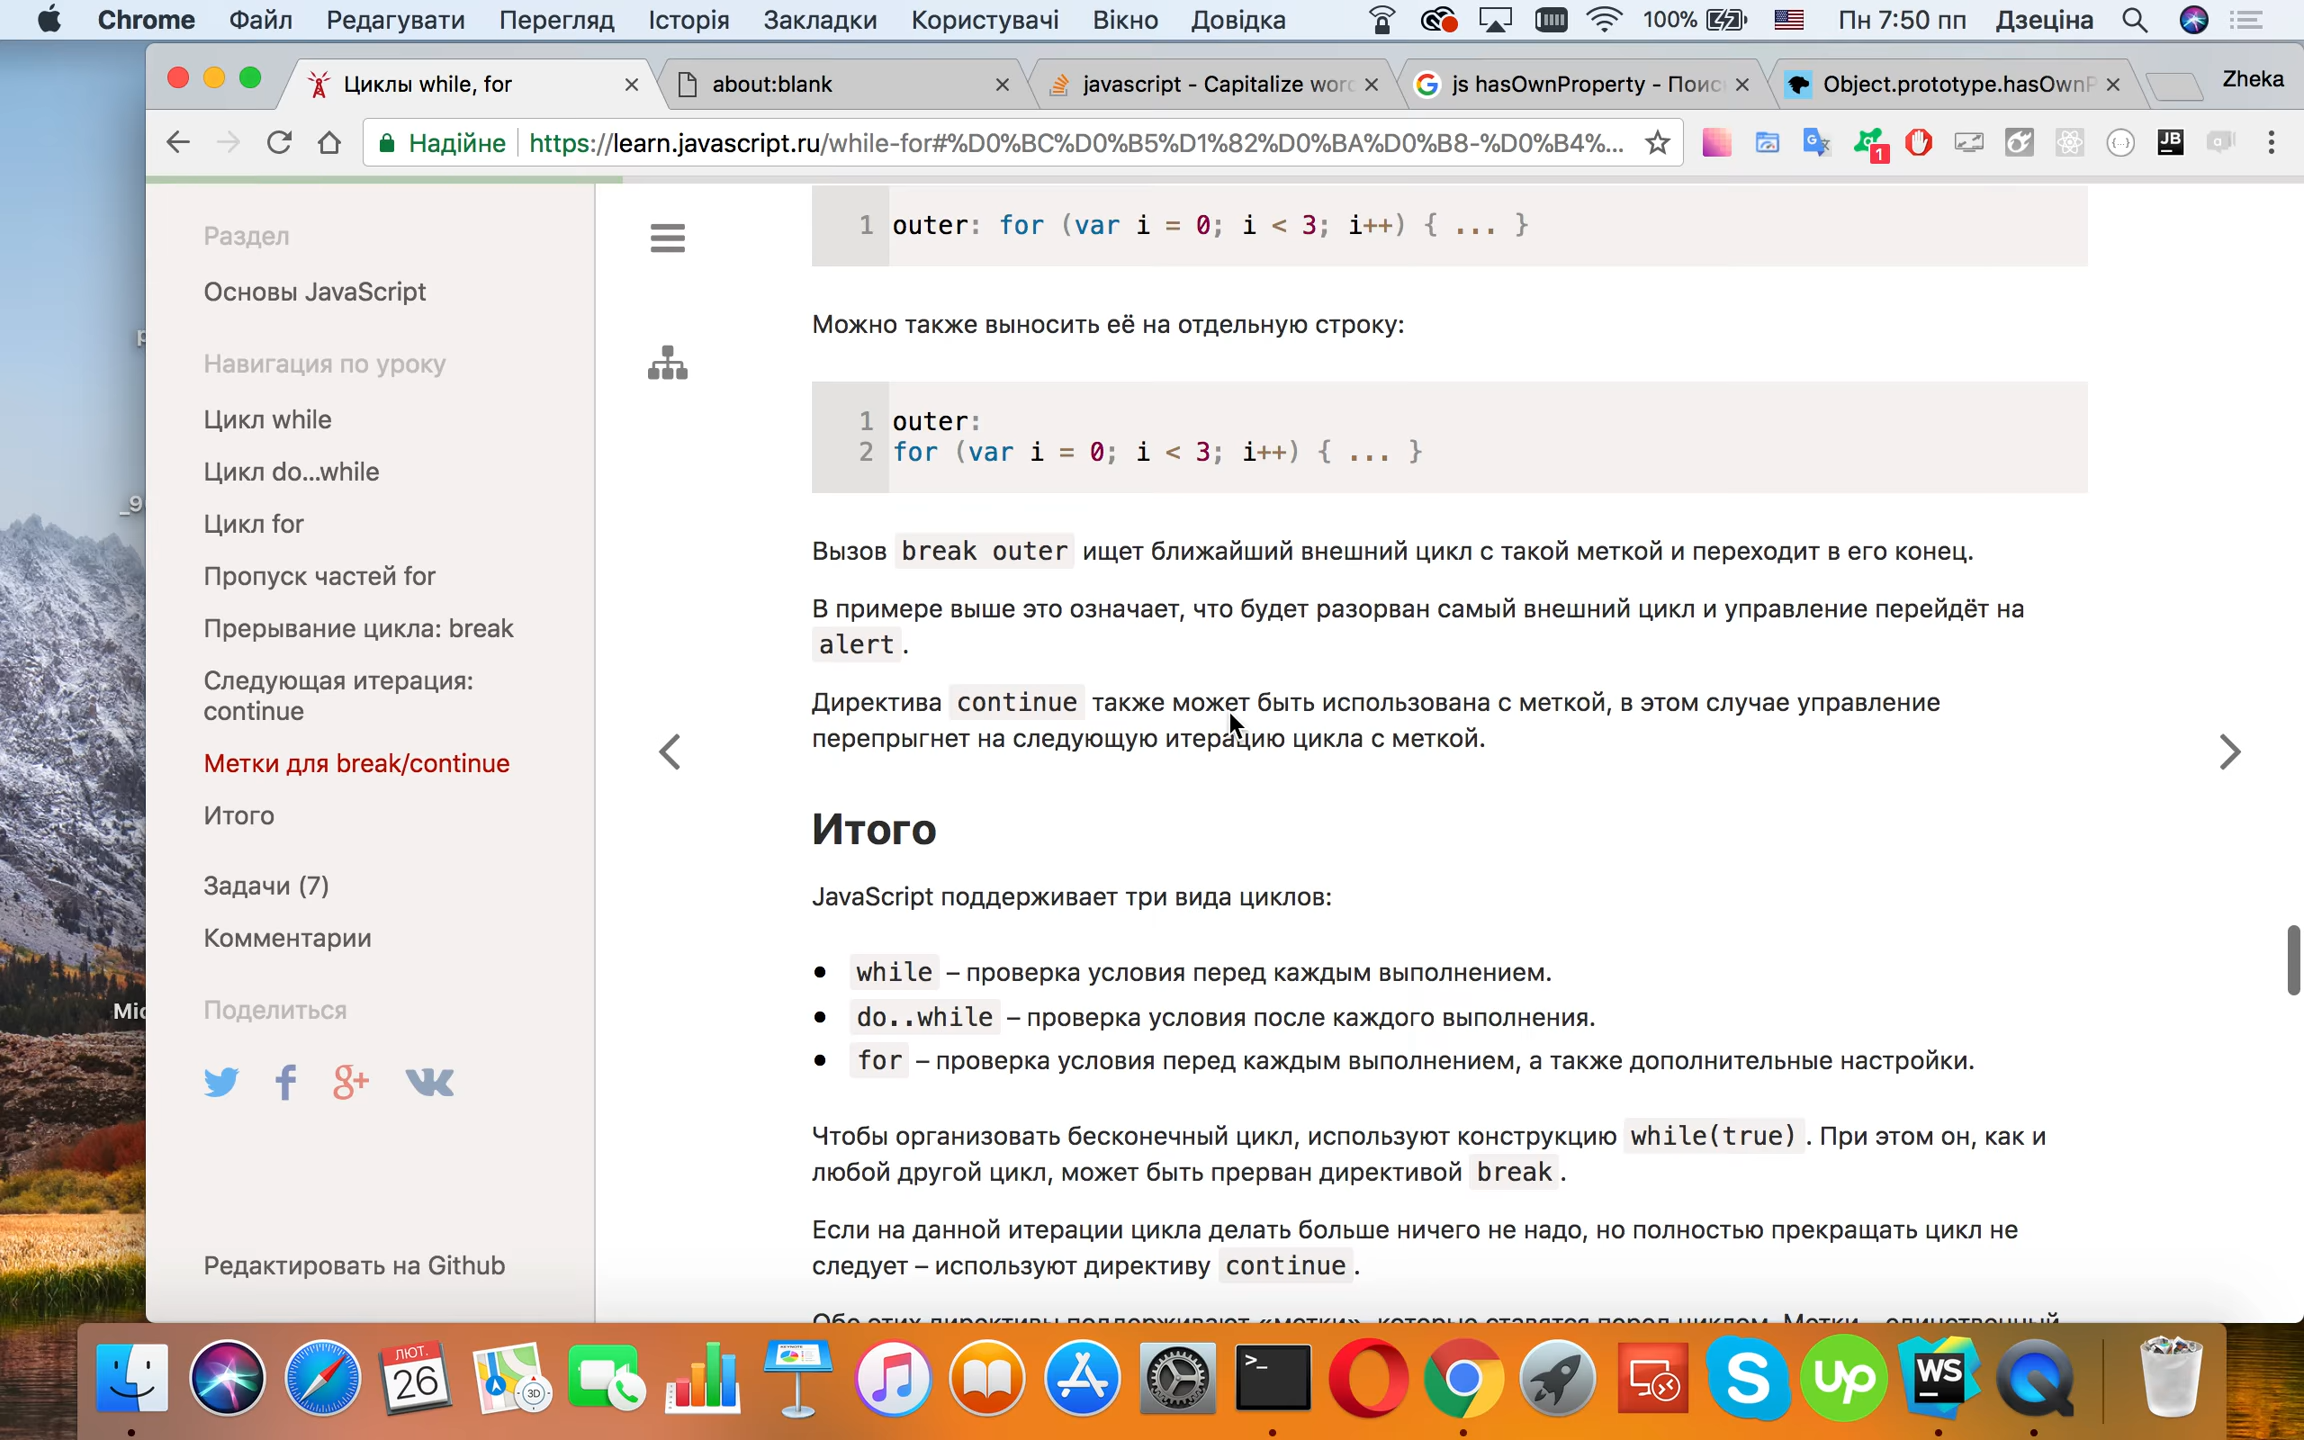 Chrome Файл Редагувати Перегляд Історія Закладки Користувачі Вікно Довідка 100% Пн 7:50 пп Дзеціна
Циклы while, for about:blank javascript - Capitalize wor js hasOwnProperty - Поис Object.prototype.hasOwnP Zheka
Надійне https://learn.javascript.ru/while-for#%D0%BC%D0%B5%D1%82%D0%BA%D0%B8-%D0%B4%... 1 JB
Раздел
Основы JavaScript
Навигация по уроку
Цикл while
Цикл do…while
Цикл for
Пропуск частей for
Прерывание цикла: break
Следующая итерация:
continue
Метки для break/continue
Итого
Задачи (7)
Комментарии
Поделиться
Редактировать на Github
1 outer: for (var i = 0; i < 3; i++) { ... }
Можно также выносить её на отдельную строку:
1 outer:
2 for (var i = 0; i < 3; i++) { ... }
Вызов break outer ищет ближайший внешний цикл с такой меткой и переходит в его конец.
В примере выше это означает, что будет разорван самый внешний цикл и управление перейдёт на
alert.
Директива continue также может быть использована с меткой, в этом случае управление
перепрыгнет на следующую итерацию цикла с меткой.
Итого
JavaScript поддерживает три вида циклов:
• while – проверка условия перед каждым выполнением.
• do..while – проверка условия после каждого выполнения.
• for – проверка условия перед каждым выполнением, а также дополнительные настройки.
Чтобы организовать бесконечный цикл, используют конструкцию while(true). При этом он, как и
любой другой цикл, может быть прерван директивой break.
Если на данной итерации цикла делать больше ничего не надо, но полностью прекращать цикл не
следует – используют директиву continue.
_9
Mic
ЛЮТ.
26
3D
>_
S
up
WS